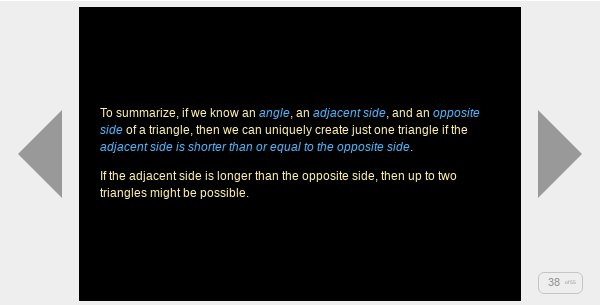 To summarize, if we know an angle, an adjacent side, and an opposite
side of a triangle, then we can uniquely create just one triangle if the
adjacent side is shorter than or equal to the opposite side.
If the adjacent side is longer than the opposite side, then up to two
triangles might be possible.
38